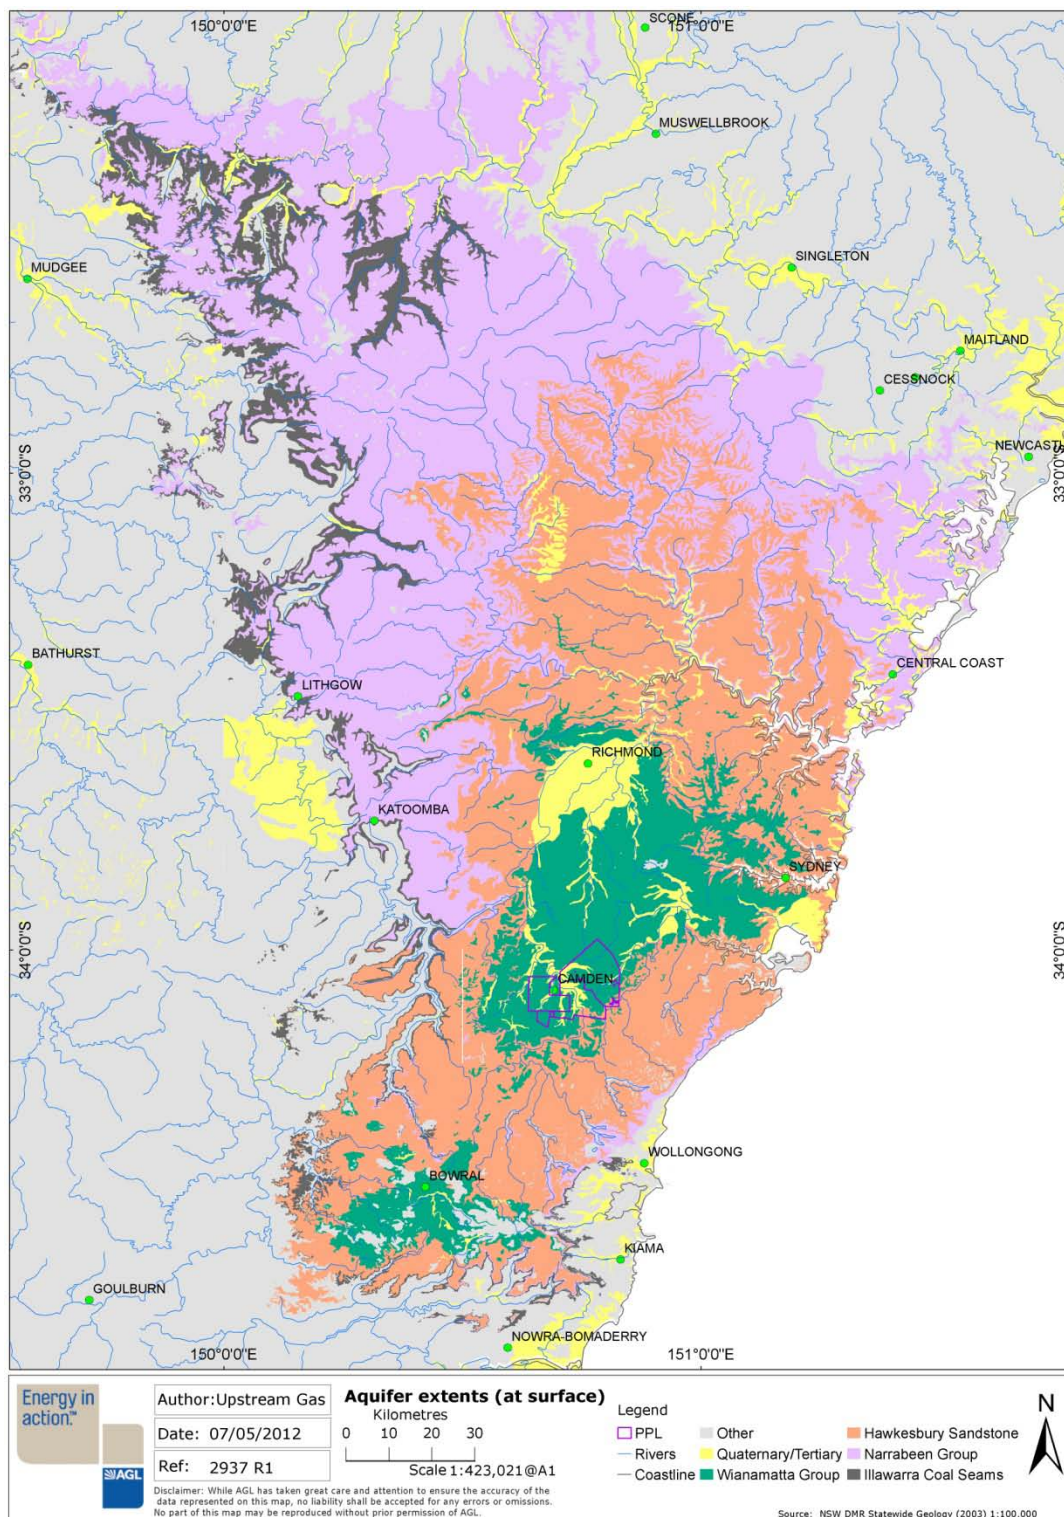 150°0'0"E
SCONE
151°0'0"E
MUSWELLBROOK
MUDGEE
SINGLETON
MAITLAND
CESSNOCK
NEWCASTL
33°0'0"S
33°0'0"S
CENTRAL COAST
BATHURST
LITHGOW
RICHMOND
KATOOMBA
SYDNEY
34°0'0"S
34°0'0"S
CAMDEN
WOLLONGONG
BOWRAL
KIAMA
GOULBURN
NOWRA-BOMADERRY
150°0'0"E
151°0'0"E
Energy in
action.™
AGL
Author:Upstream Gas
Date: 07/05/2012
Ref: 2937 R1
Aquifer extents (at surface)
Kilometres
0 10 20 30
Scale 1:423,021@A1
Legend
PPL
Rivers
Coastline
Other
Quaternary/Tertiary
Wianamatta Group
Hawkesbury Sandstone
Narrabeen Group
Illawarra Coal Seams
N
Disclaimer: While AGL has taken great care and attention to ensure the accuracy of the
data represented on this map, no liability shall be accepted for any errors or omissions.
No part of this map may be reproduced without prior permission of AGL.
Source: NSW DMR Statewide Geology (2003) 1:100,000